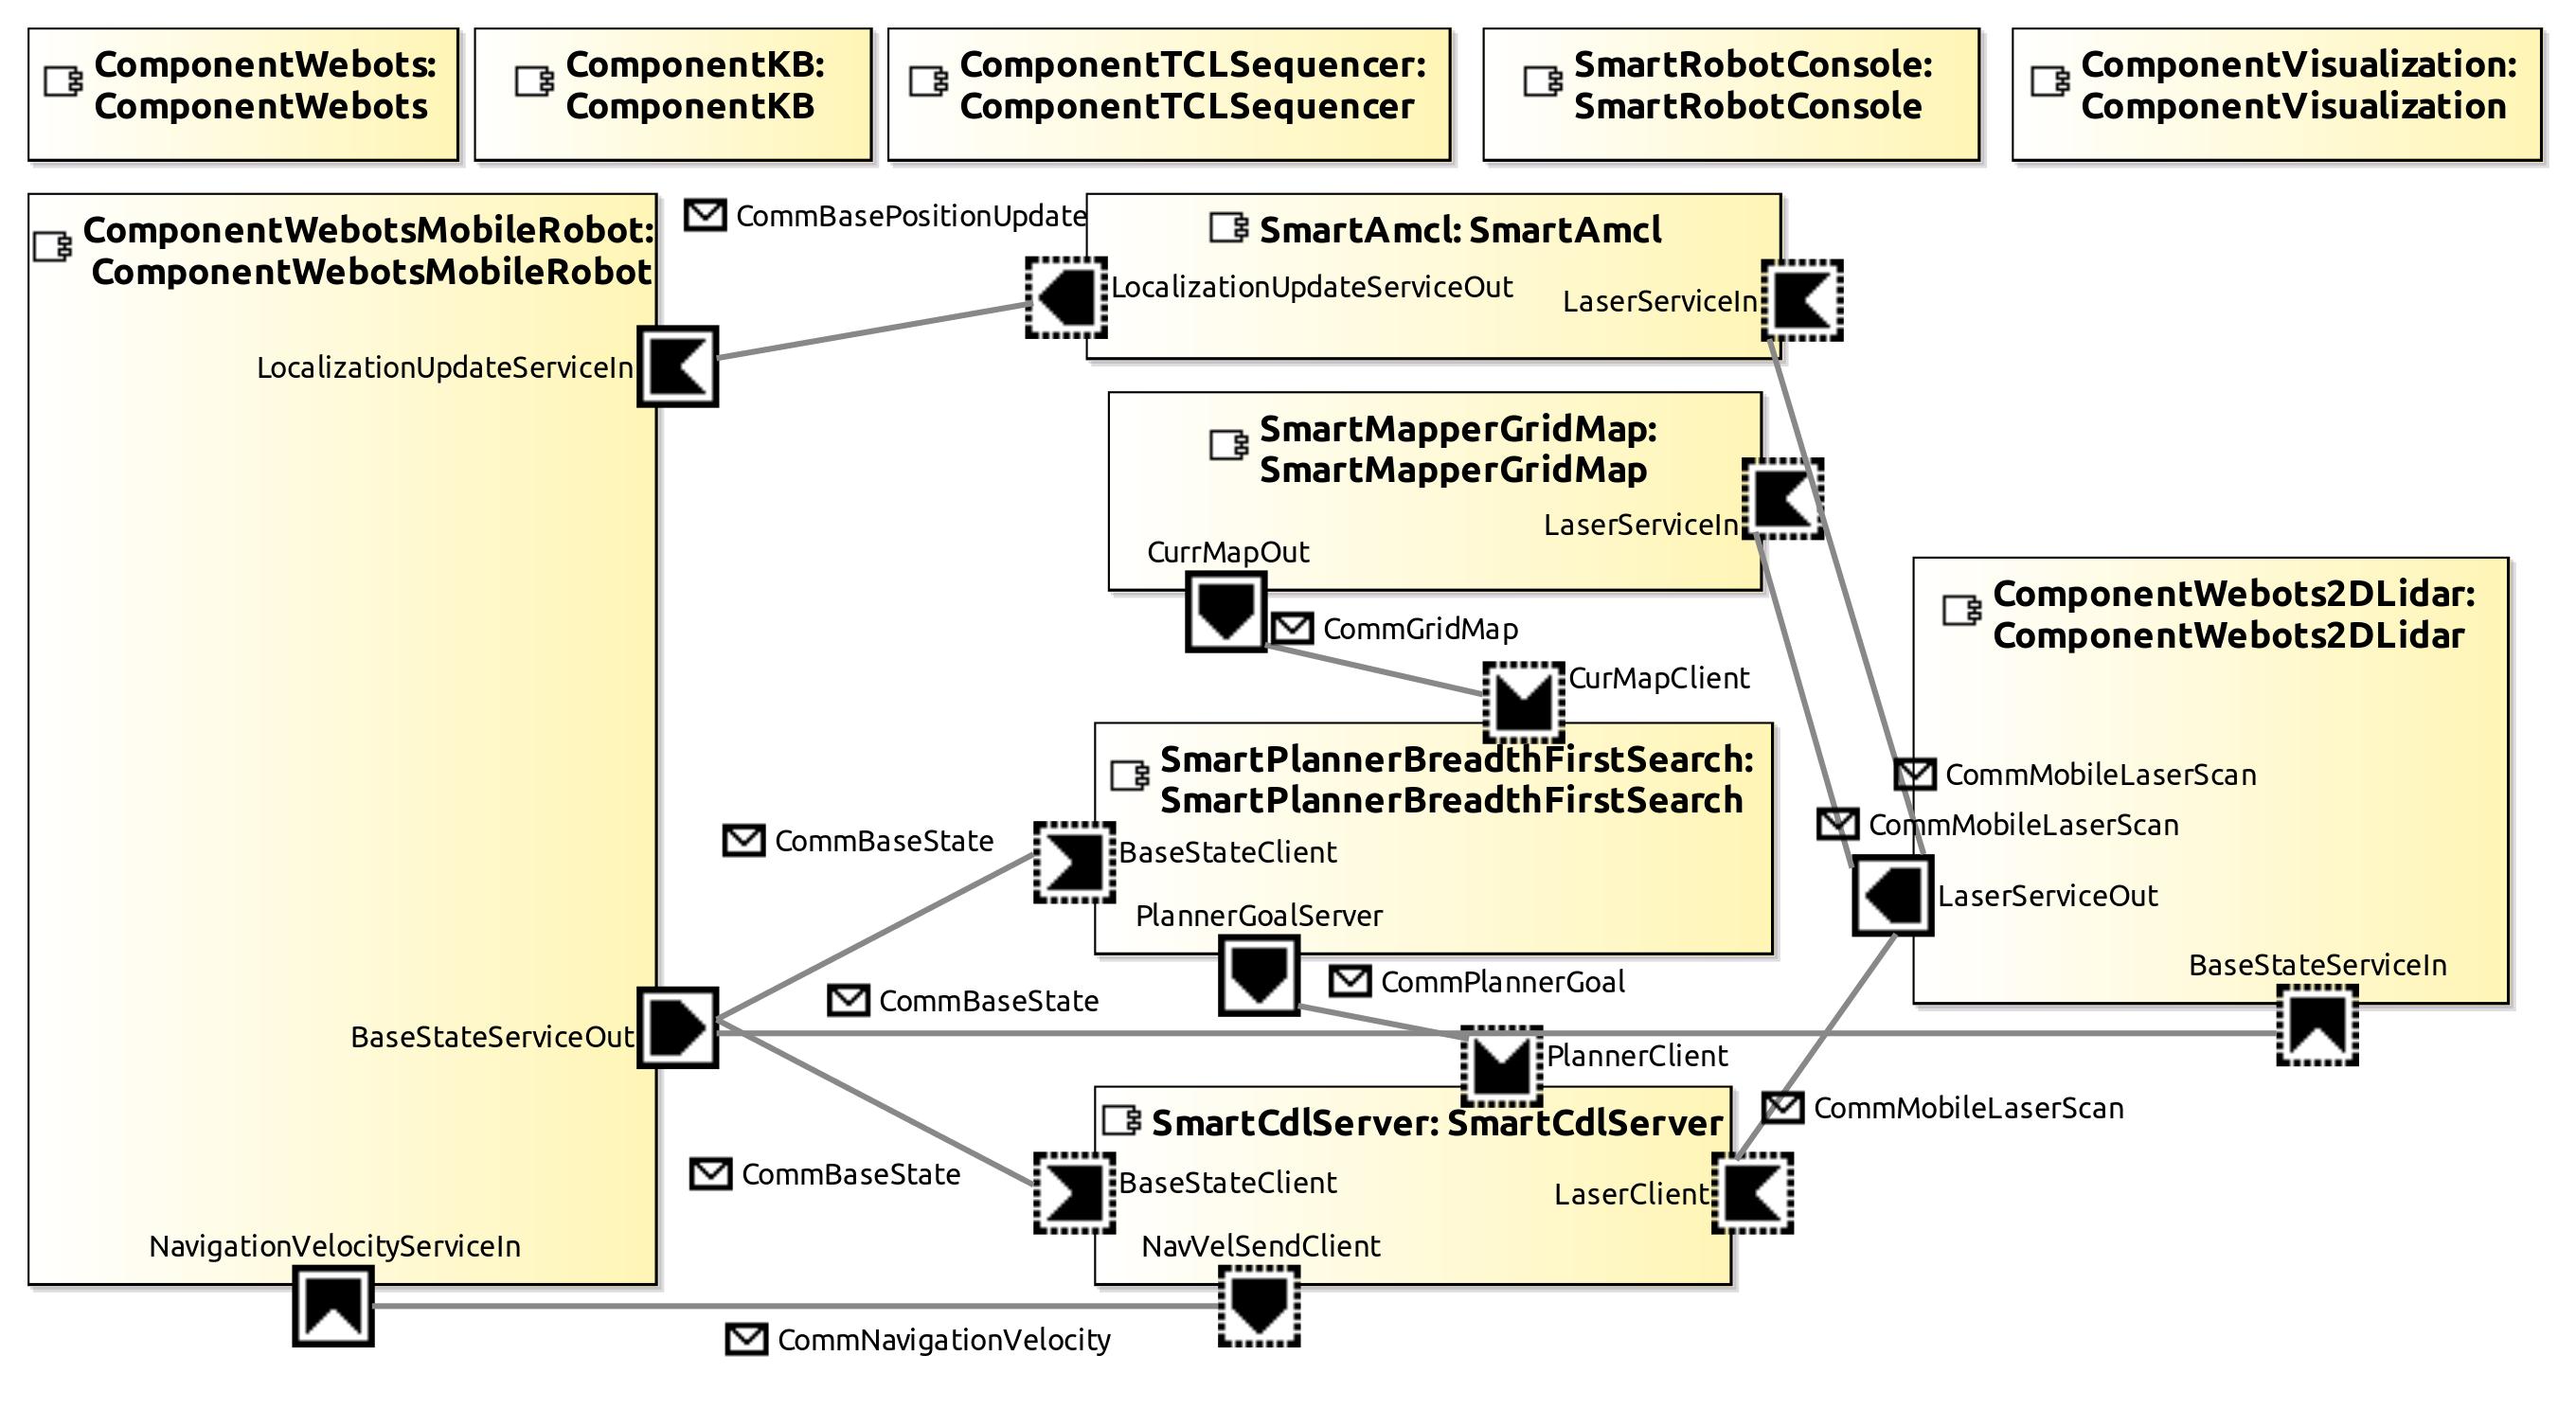 ComponentWebots:
ComponentWebots
ComponentKB:
ComponentKB
ComponentTCLSequencer:
ComponentTCLSequencer
SmartRobotConsole:
SmartRobotConsole
ComponentVisualization:
ComponentVisualization
ComponentWebotsMobileRobot:
ComponentWebotsMobileRobot
CommBasePositionUpdate
SmartAmcl: SmartAmcl
LocalizationUpdateServiceOut
LaserServiceIn
LocalizationUpdateServiceIn
SmartMapperGridMap:
SmartMapperGridMap
LaserServiceIn
CurrMapOut
CommGridMap
CurMapClient
ComponentWebots2DLidar:
ComponentWebots2DLidar
SmartPlannerBreadthFirstSearch:
SmartPlannerBreadthFirstSearch
CommMobileLaserScan
CommMobileLaserScan
CommBaseState
BaseStateClient
LaserServiceOut
PlannerGoalServer
BaseStateServiceIn
CommPlannerGoal
CommBaseState
BaseStateServiceOut
PlannerClient
SmartCdlServer: SmartCdlServer
CommMobileLaserScan
CommBaseState
BaseStateClient
LaserClient
NavigationVelocityServiceIn
NavVelSendClient
CommNavigationVelocity